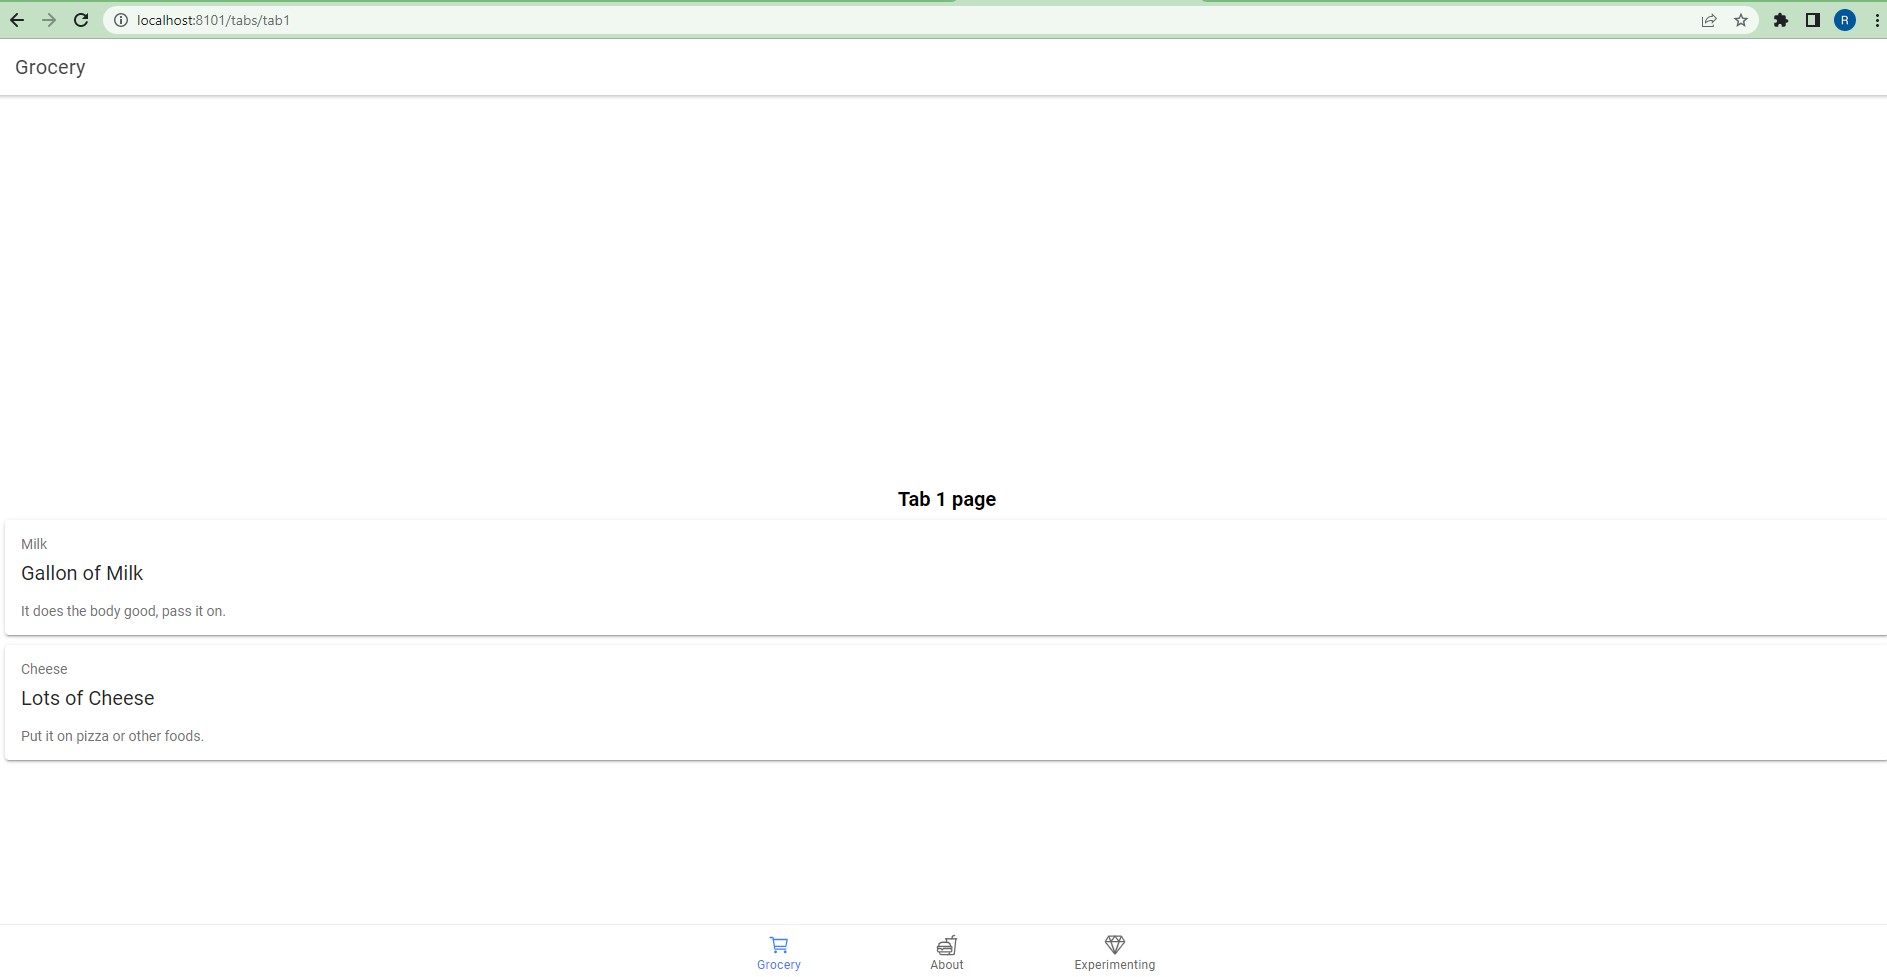 localhost:8101/tabs/tab1
R
Grocery
Tab 1 page
Milk
Gallon of Milk
It does the body good, pass it on.
Cheese
Lots of Cheese
Put it on pizza or other foods.
Grocery
About
Experimenting